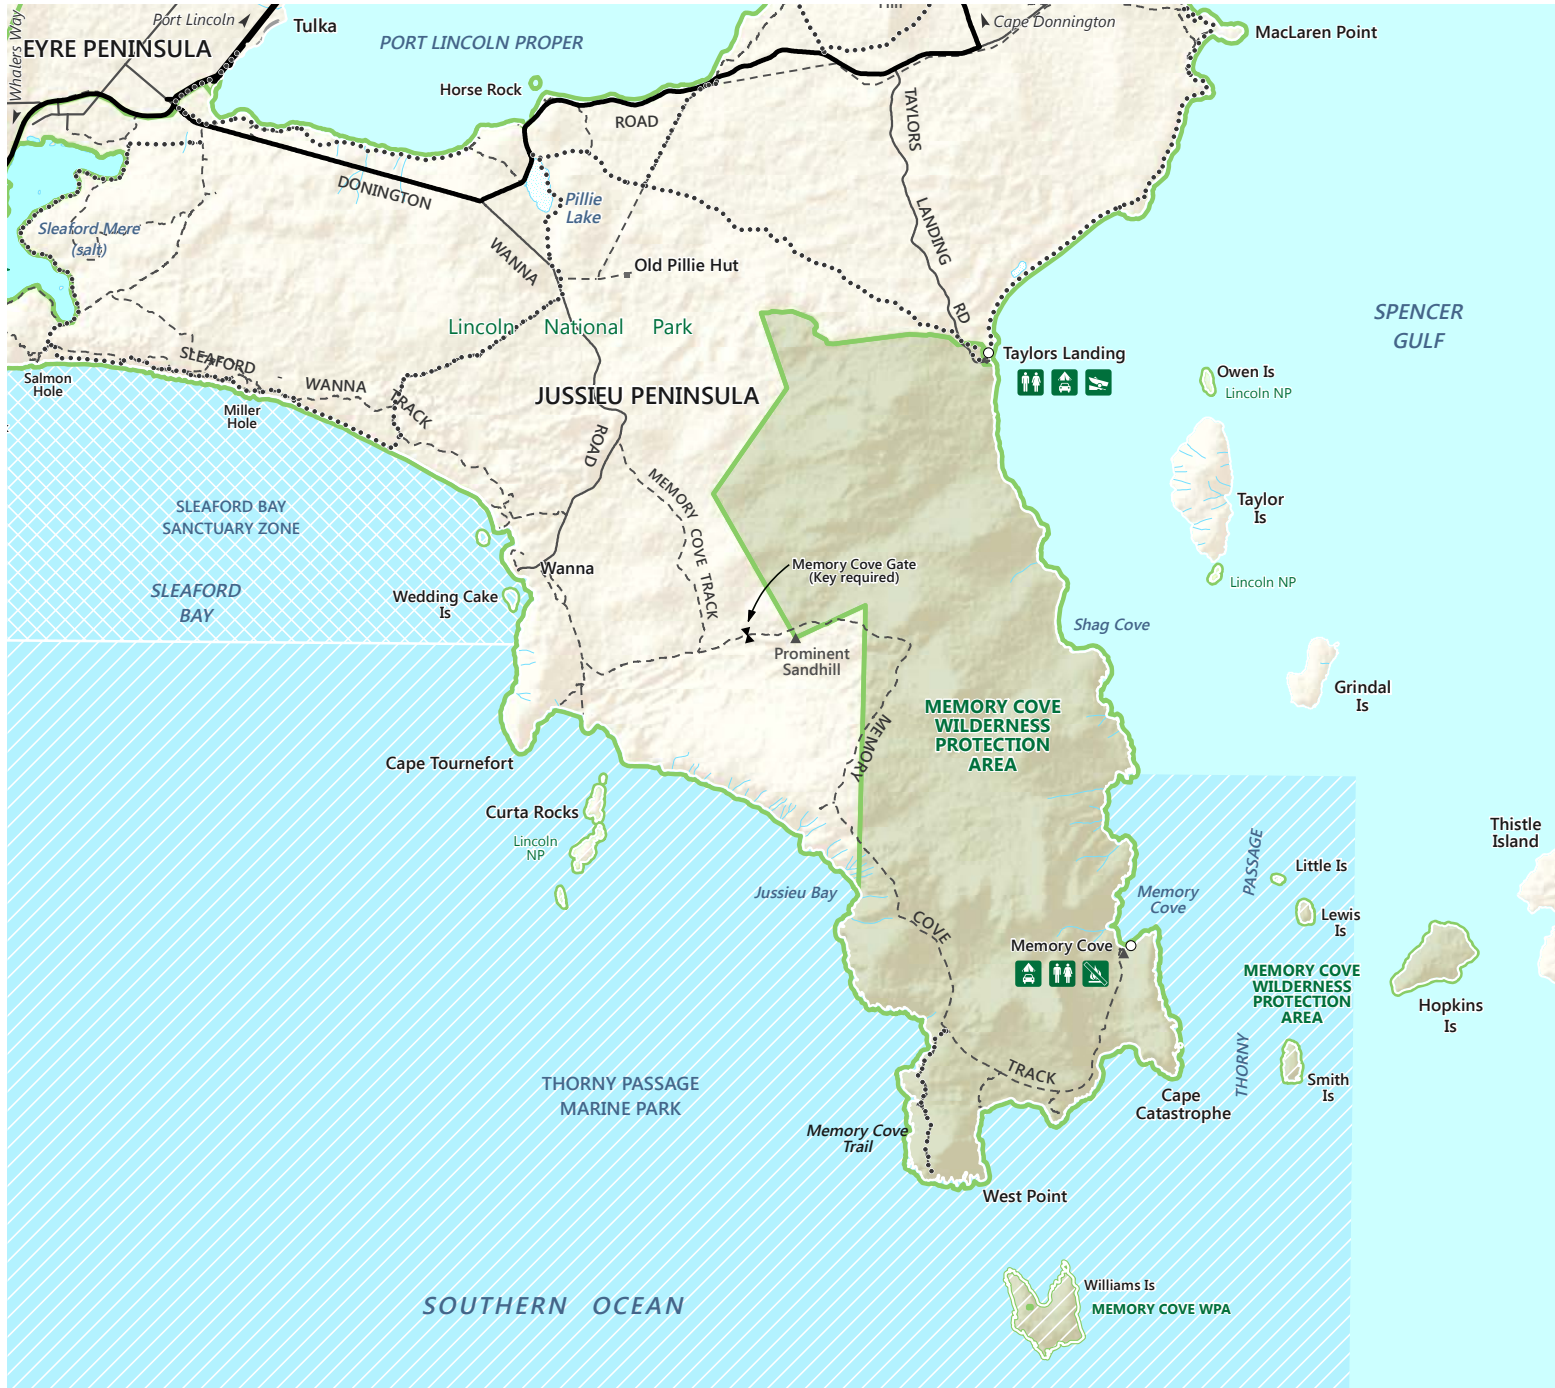 Port Lincoln
Tulka
Whalers Way
EYRE PENINSULA
PORT LINCOLN PROPER
Hill
Cape Donnington
MacLaren Point
Horse Rock
ROAD
TAYLORS
LANDING
RD
DONINGTON
Pillie
Lake
Sleaford Mere
(salt)
WANNA
Old Pillie Hut
Lincoln National Park
SPENCER
GULF
SLEAFORD
WANNA
TRACK
Salmon
Hole
Miller
Hole
JUSSIEU PENINSULA
ROAD
Taylors Landing
Owen Is
Lincoln NP
Taylor
Is
Lincoln NP
MEMORY COVE TRACK
SLEAFORD BAY
SANCTUARY ZONE
SLEAFORD
BAY
Wanna
Wedding Cake
Is
Memory Cove Gate
(Key required)
Prominent
Sandhill
Shag Cove
Grindal
Is
MEMORY COVE
WILDERNESS
PROTECTION
AREA
MEMORY
Cape Tournefort
Curta Rocks
Lincoln
NP
Jussieu Bay
COVE
Memory
Cove
Memory Cove
PASSAGE
Little Is
Lewis
Is
Thistle
Island
MEMORY COVE
WILDERNESS
PROTECTION
AREA
Hopkins
Is
THORNY
Smith
Is
TRACK
Cape
Catastrophe
THORNY PASSAGE
MARINE PARK
Memory Cove
Trail
West Point
SOUTHERN OCEAN
Williams Is
MEMORY COVE WPA